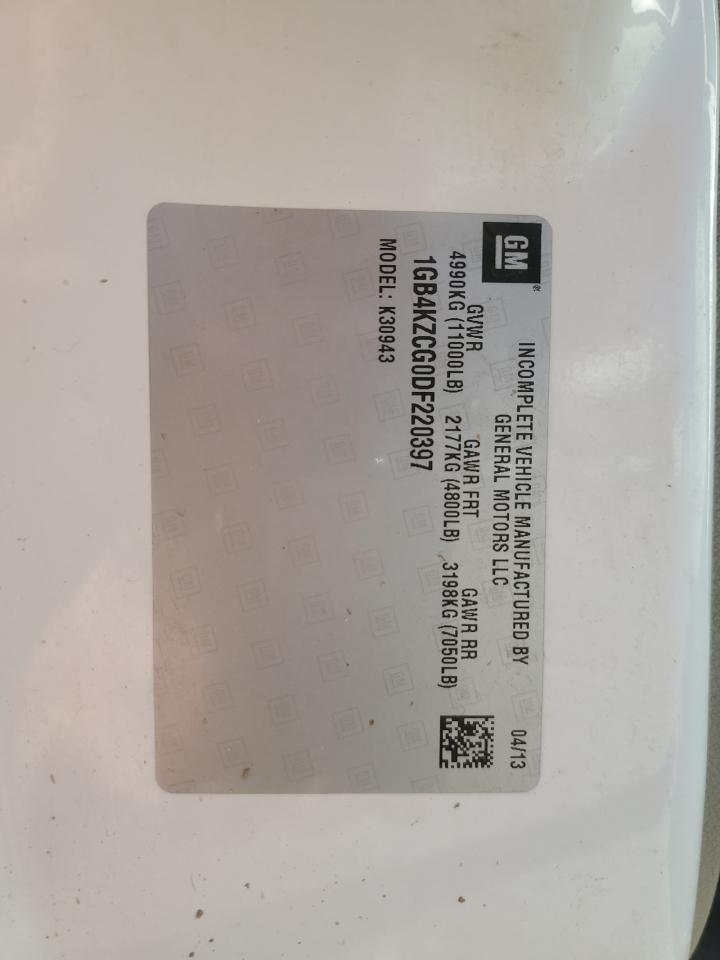 GM
INCOMPLETE VEHICLE MANUFACTURED BY 04/13
GENERAL MOTORS LLC
GVWR GAWR FRT GAWR RR
4990KG (11000LB) 2177KG (4800LB) 3198KG (7050LB)
1GB4KZCG0DF220397
MODEL: K30943